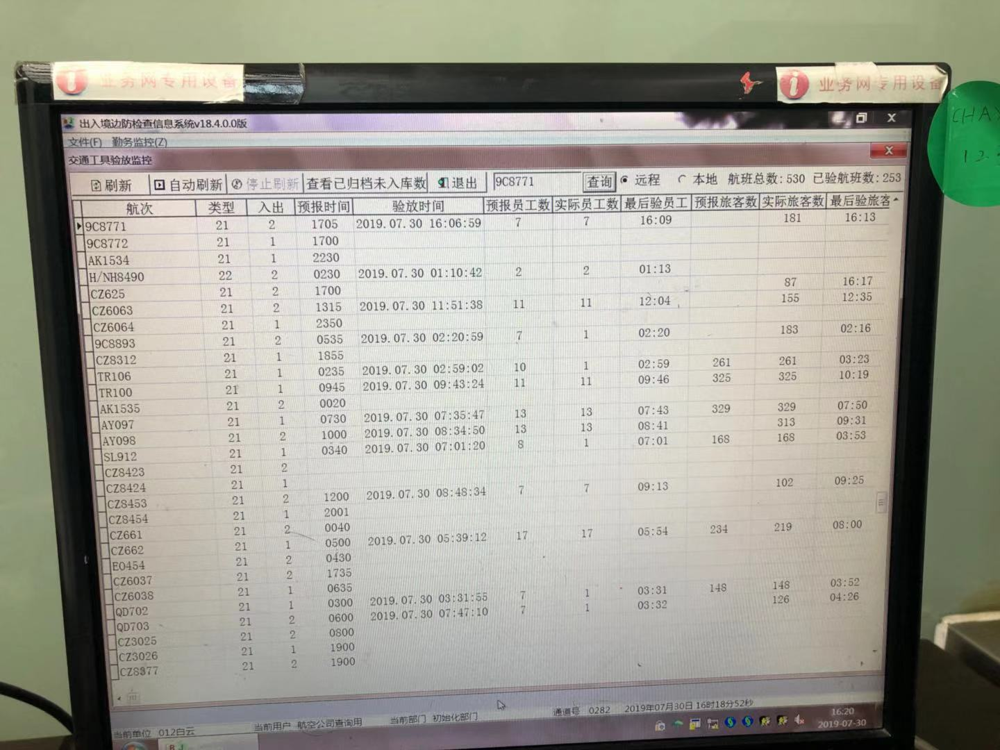 业务网专用设备
业务网专用设备
出入境边防检查信息系统v18.4.0.0版
文件(F) 勤务监控(Z)
交通工具验放监控
刷新 自动刷新 停止刷新 查看已归档未入库数 退出 9C8771 查询 远程 本地 航班总数:530 已验航班数:253
航次 类型 入出 预报时间 验放时间 预报员工数 实际员工数 最后验员工 预报旅客数 实际旅客数 最后验旅客
9C8771 21 2 1705 2019.07.30 16:06:59 7 7 16:09 181 16:13
9C8772 21 1 1700
AK1534 21 1 2230
H/NH8490 22 2 0230 2019.07.30 01:10:42 2 2 01:13
CZ625 21 2 1700 87 16:17
CZ6063 21 2 1315 2019.07.30 11:51:38 11 11 12:04 155 12:35
CZ6064 21 1 2350
9C8893 21 2 0535 2019.07.30 02:20:59 7 1 02:20 183 02:16
CZ8312 21 1 1855
TR106 21 1 0235 2019.07.30 02:59:02 10 1 02:59 261 261 03:23
TR100 21 1 0945 2019.07.30 09:43:24 11 11 09:46 325 325 10:19
AK1535 21 2 0020
AY097 21 1 0730 2019.07.30 07:35:47 13 13 07:43 329 329 07:50
AY098 21 2 1000 2019.07.30 08:34:50 13 13 08:41 313 09:31
SL912 21 1 0340 2019.07.30 07:01:20 8 1 07:01 168 168 03:53
CZ8423 21 2
CZ8424 21 1
CZ8453 21 2 1200 2019.07.30 08:48:34 7 7 09:13 102 09:25
CZ8454 21 1 2001
CZ661 21 2 0040
CZ662 21 1 0500 2019.07.30 05:39:12 17 17 05:54 234 219 08:00
EO454 21 2 0430
CZ6037 21 2 1735
CZ6038 21 1 0635
QD702 21 1 0300 2019.07.30 03:31:55 7 1 03:31 148 148 03:52
QD703 21 2 0600 2019.07.30 07:47:10 7 1 03:32 126 04:26
CZ3025 21 2 0800
CZ3026 21 1 1900
CZ8377 21 2 1900
当前单位 012白云 当前用户 航空公司查询用 当前部门 初始化部门 通道号 0282 2019年07月30日 16时18分52秒
16:20
2019-07-30